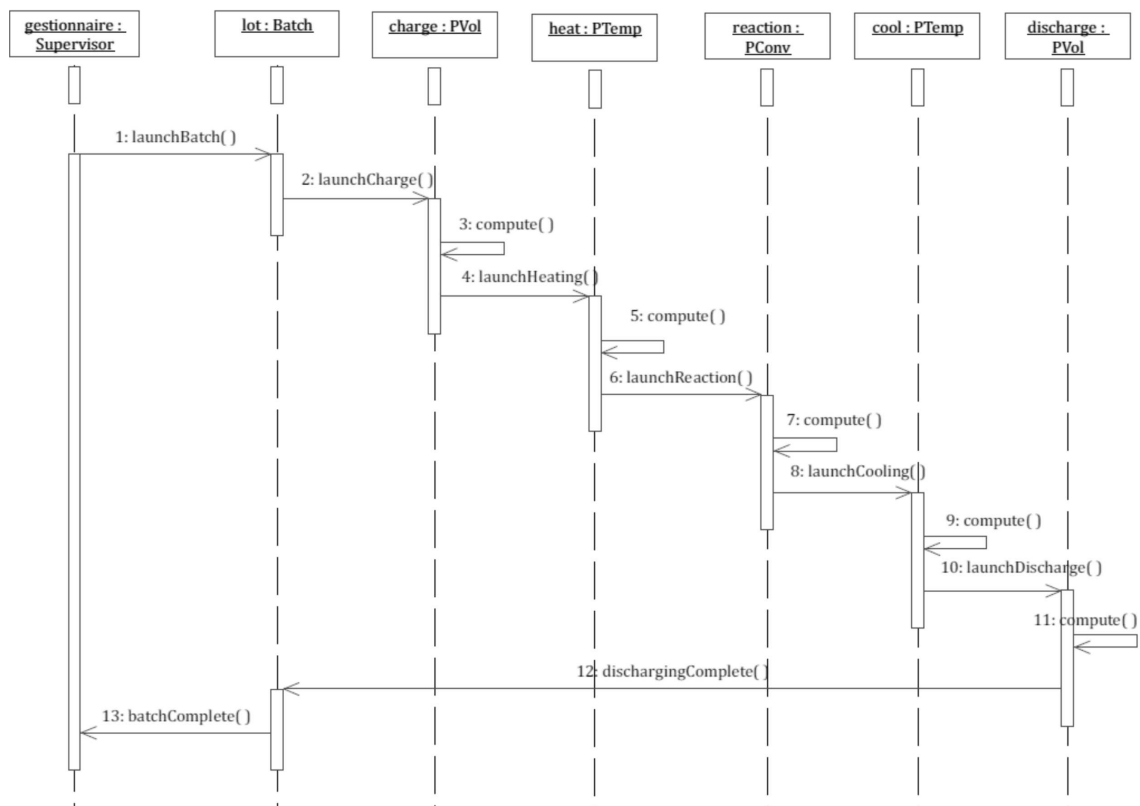 gestionnaire :
Supervisor
lot : Batch
charge : PVol
heat : PTemp
reaction :
PConv
cool : PTemp
discharge :
PVol
1: launchBatch( )
2: launchCharge( )
3: compute( )
4: launchHeating( )
5: compute( )
6: launchReaction( )
7: compute( )
8: launchCooling( )
9: compute( )
10: launchDischarge( )
11: compute( )
12: dischargingComplete( )
13: batchComplete( )